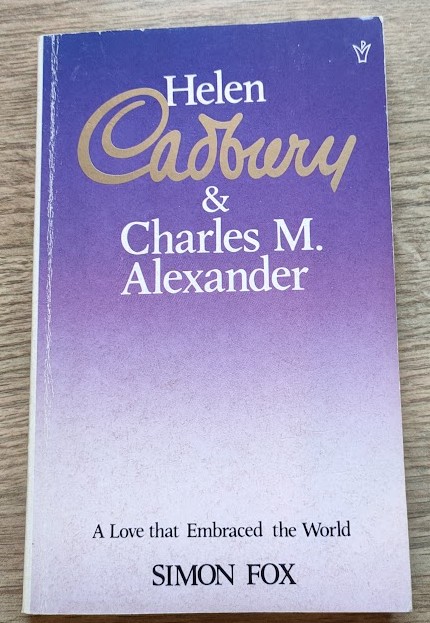 Helen
Cadbury
&
Charles M.
Alexander
A Love that Embraced the World
SIMON FOX